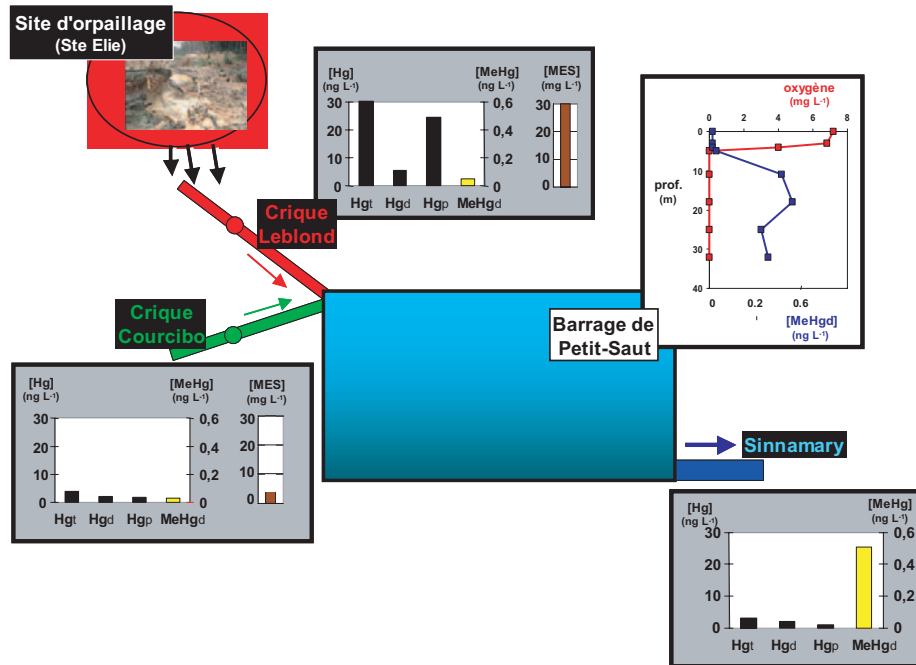 Site d'orpaillage
(Ste Elie)
[Hg]
(ng L-1)
[MeHg]
(ng L-1)
[MES]
(mg L-1)
30
20
10
0
0,6
0,4
0,2
0
30
20
10
0
Hgt Hgd Hgp MeHgd
oxygène
(mg L-1)
0 2 4 6 8
0
10
20
30
40
prof.
(m)
0 0.2 0.6
[MeHgd]
(ng L-1)
Crique
Leblond
Crique
Courcibo
Barrage de
Petit-Saut
[Hg]
(ng L-1)
[MeHg]
(ng L-1)
[MES]
(mg L-1)
30
20
10
0
0,6
0,4
0,2
0
30
20
10
0
Hgt Hgd Hgp MeHgd
Sinnamary
[Hg]
(ng L-1)
[MeHg]
(ng L-1)
30
20
10
0
0,6
0,4
0,2
0
Hgt Hgd Hgp MeHgd